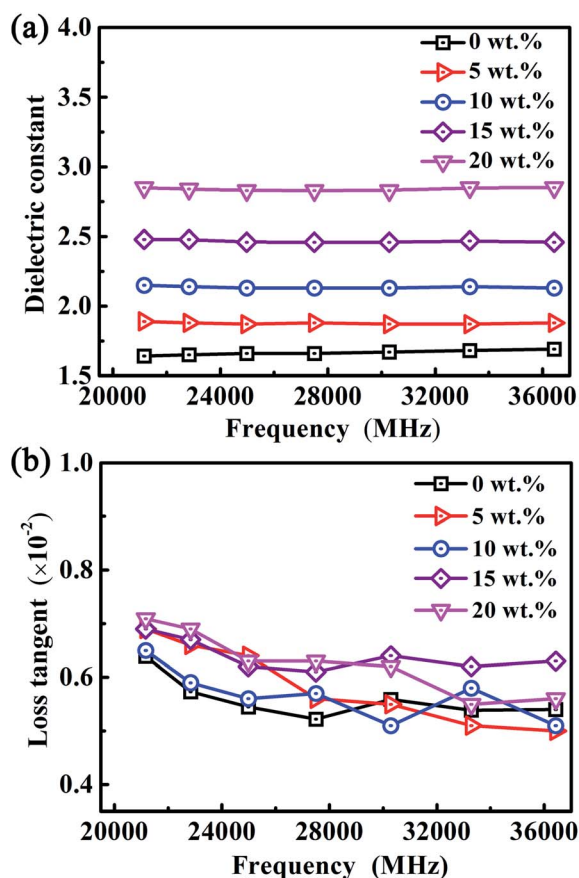 (a)
4.0
3.5
3.0
2.5
2.0
1.5
Dielectric constant
0 wt.%
5 wt.%
10 wt.%
15 wt.%
20 wt.%
20000 24000 28000 32000 36000
Frequency (MHz)
(b)
1.0
0.8
0.6
0.4
Loss tangent (×10-2)
0 wt.%
5 wt.%
10 wt.%
15 wt.%
20 wt.%
20000 24000 28000 32000 36000
Frequency (MHz)